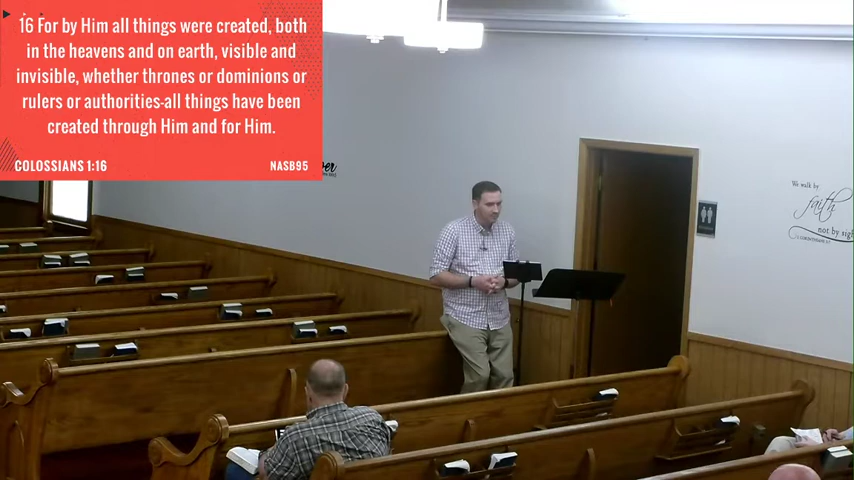 16 For by Him all things were created, both
in the heavens and on earth, visible and
invisible, whether thrones or dominions or
rulers or authorities-all things have been
created through Him and for Him.
COLOSSIANS 1:16 NASB95
We walk by
faith,
not by sigh